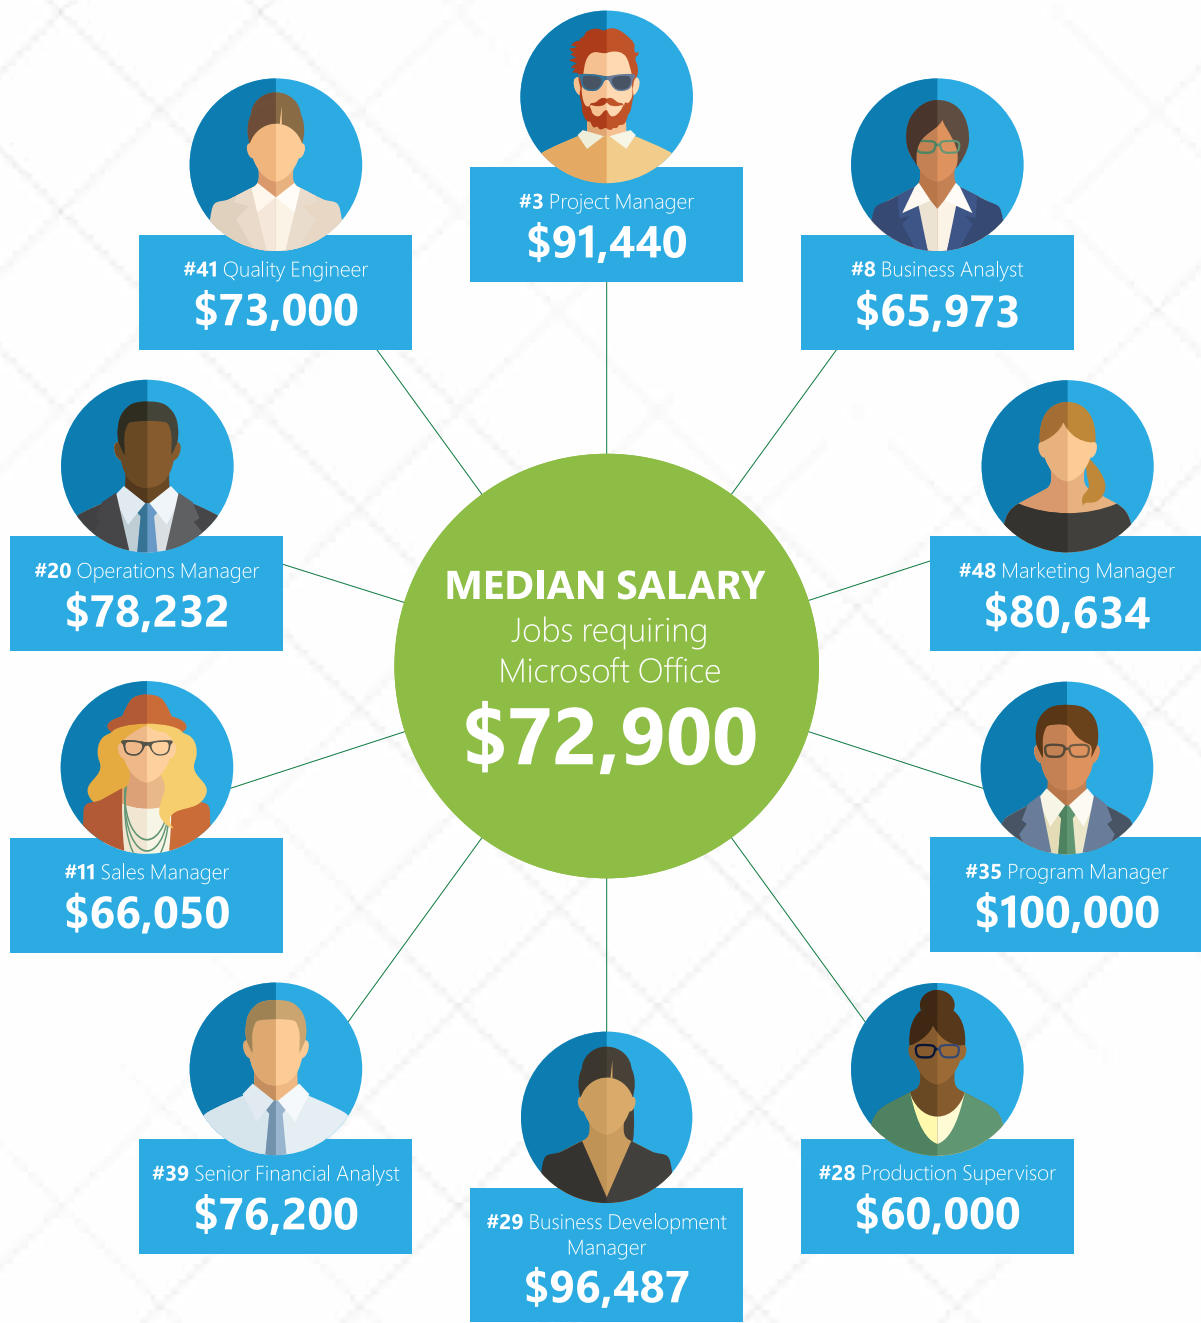 #3 Project Manager
$91,440
#41 Quality Engineer
$73,000
#8 Business Analyst
$65,973
#20 Operations Manager
$78,232
#48 Marketing Manager
$80,634
MEDIAN SALARY
Jobs requiring
Microsoft Office
$72,900
#11 Sales Manager
$66,050
#35 Program Manager
$100,000
#39 Senior Financial Analyst
$76,200
#28 Production Supervisor
$60,000
#29 Business Development
Manager
$96,487